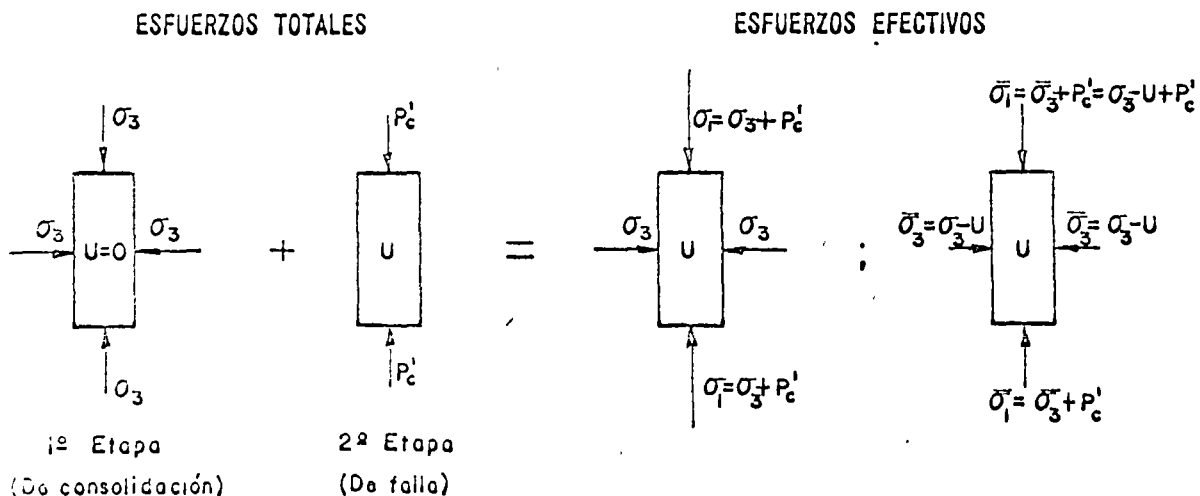 ESFUERZOS TOTALES
ESFUERZOS EFECTIVOS
σ₃
σ₃
U=0
σ₃
σ₃
1ª Etapa
(De consolidación)
+
P'c
U
P'c
2ª Etapa
(De falla)
=
σ₁=σ₃+P'c
σ₃
U
σ₃
σ₁=σ₃+P'c
;
σ̄₁=σ̄₃+P'c=σ₃-U+P'c
σ̄₃=σ₃-U
U
σ̄₃=σ₃-U
σ̄₁=σ̄₃+P'c